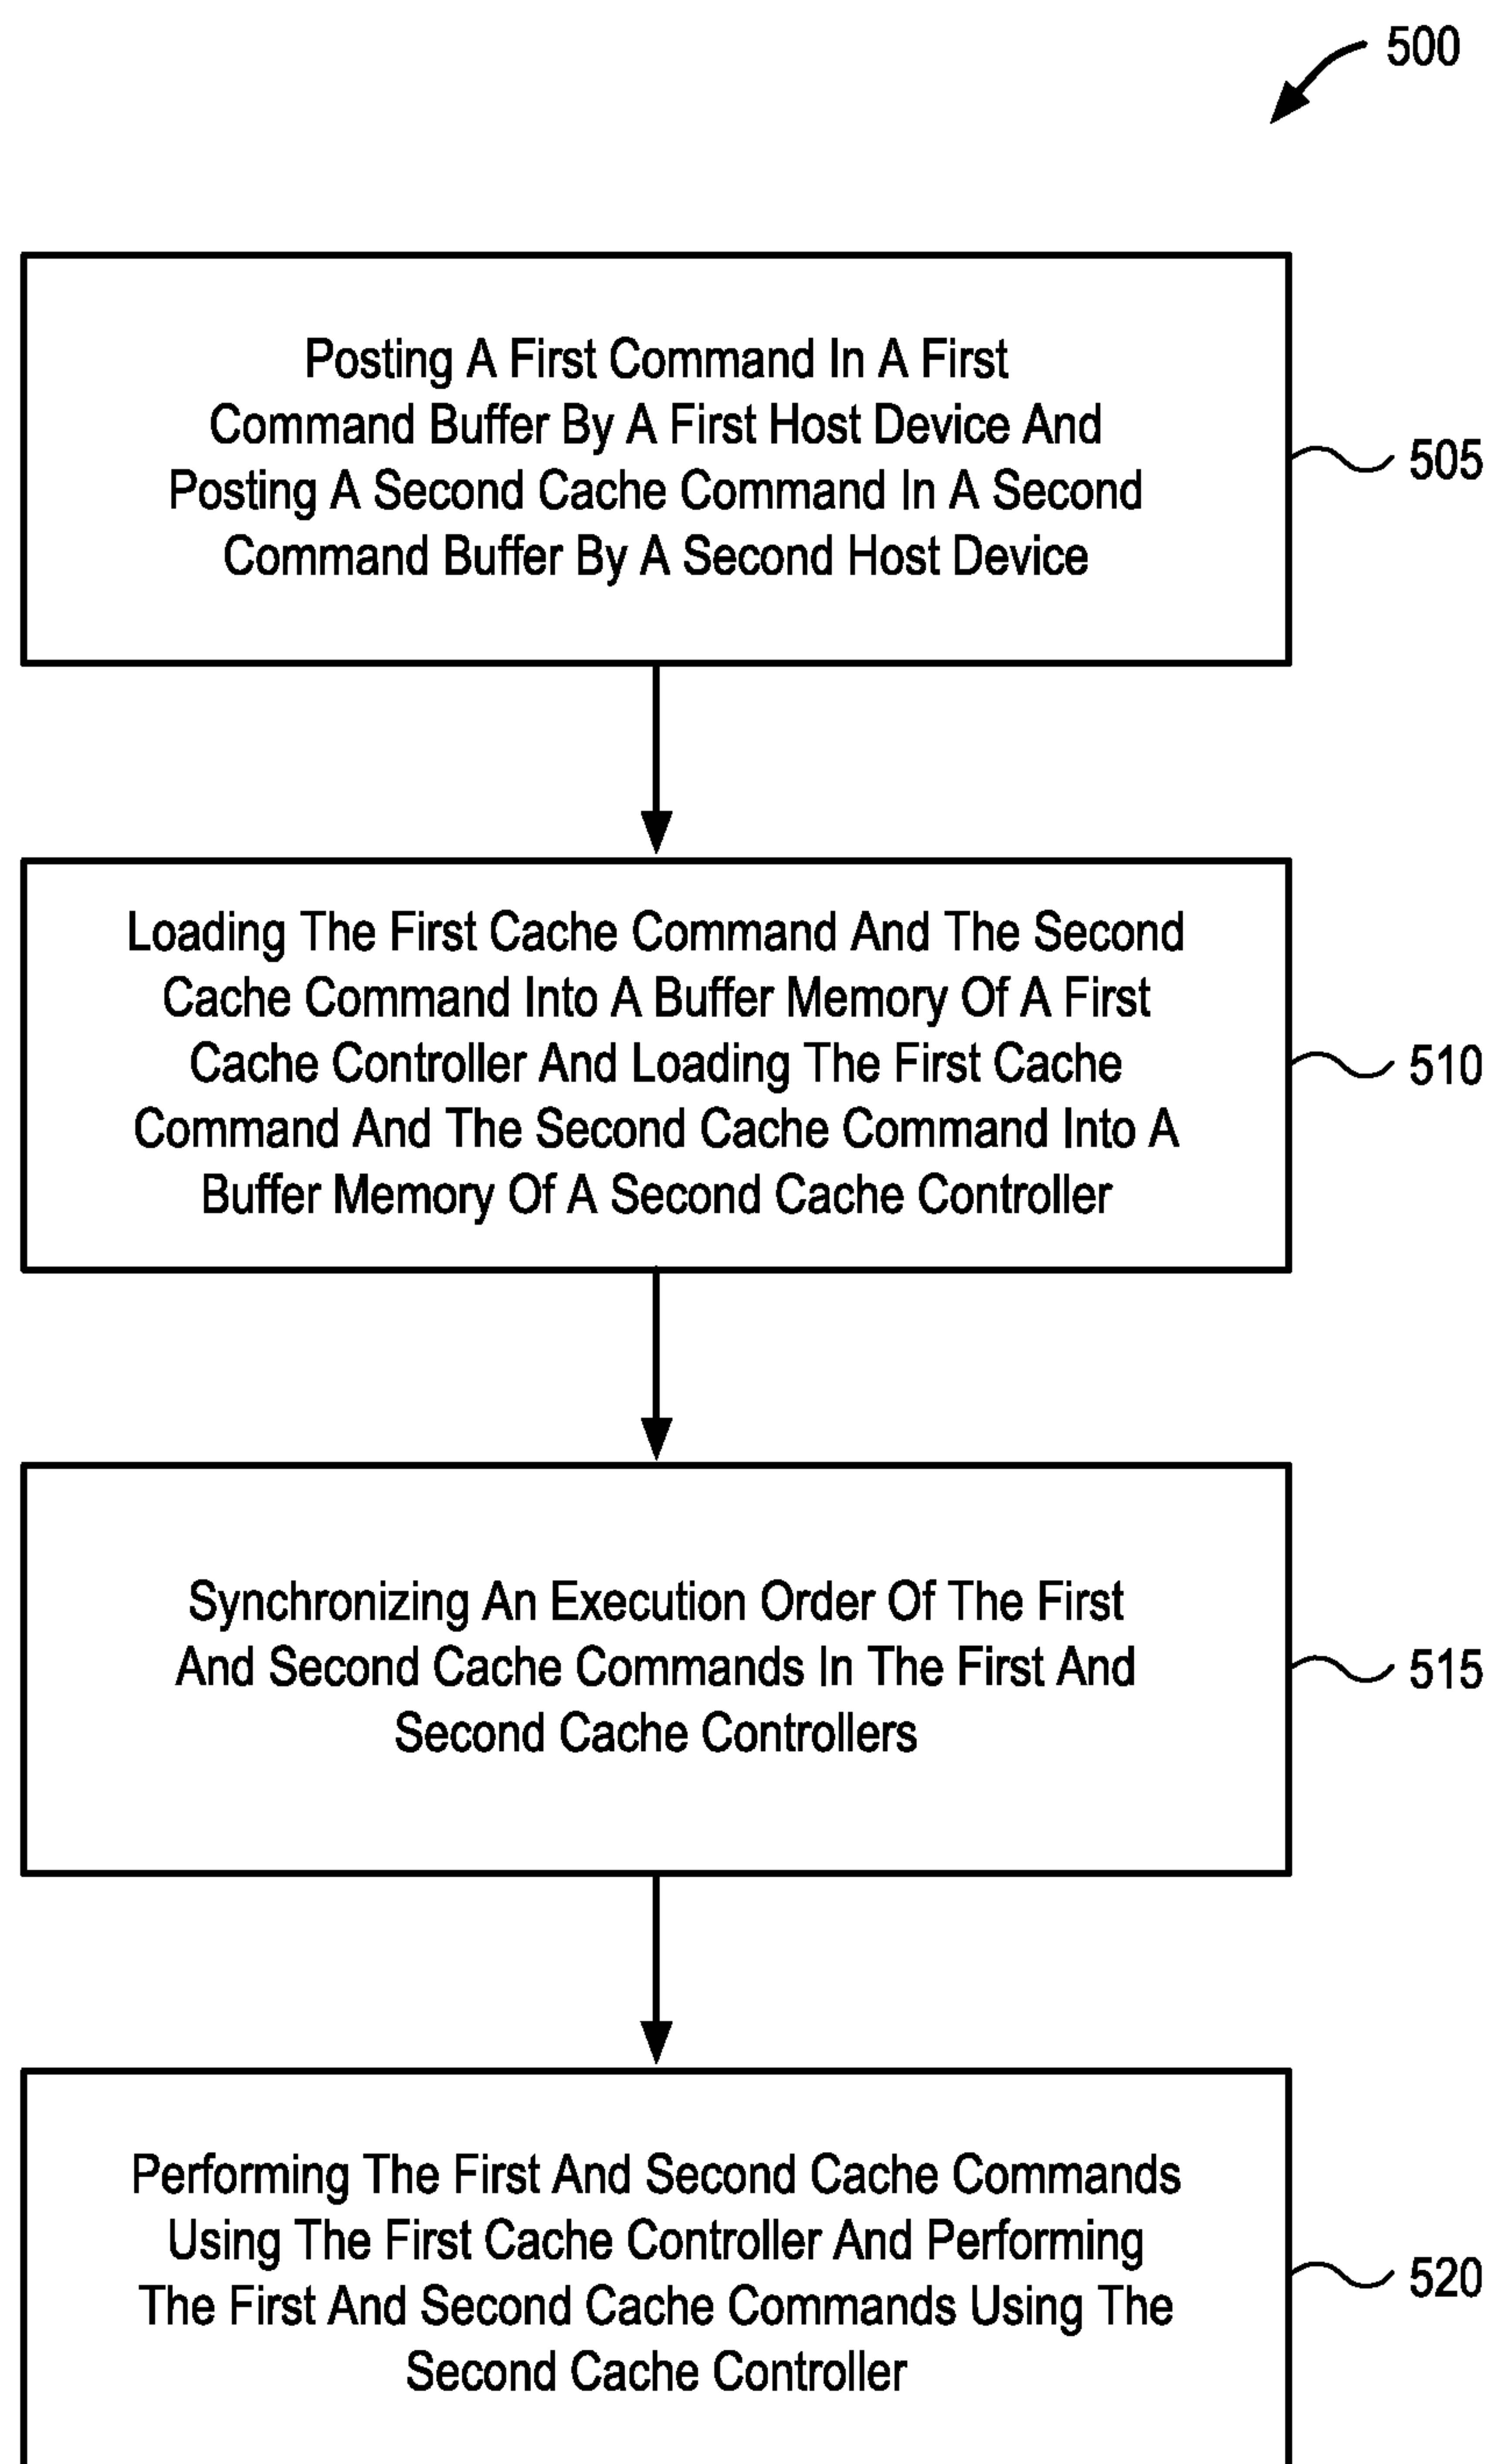 500
Posting A First Command In A First
Command Buffer By A First Host Device And
Posting A Second Cache Command In A Second
Command Buffer By A Second Host Device
505
Loading The First Cache Command And The Second
Cache Command Into A Buffer Memory Of A First
Cache Controller And Loading The First Cache
Command And The Second Cache Command Into A
Buffer Memory Of A Second Cache Controller
510
Synchronizing An Execution Order Of The First
And Second Cache Commands In The First And
Second Cache Controllers
515
Performing The First And Second Cache Commands
Using The First Cache Controller And Performing
The First And Second Cache Commands Using The
Second Cache Controller
520